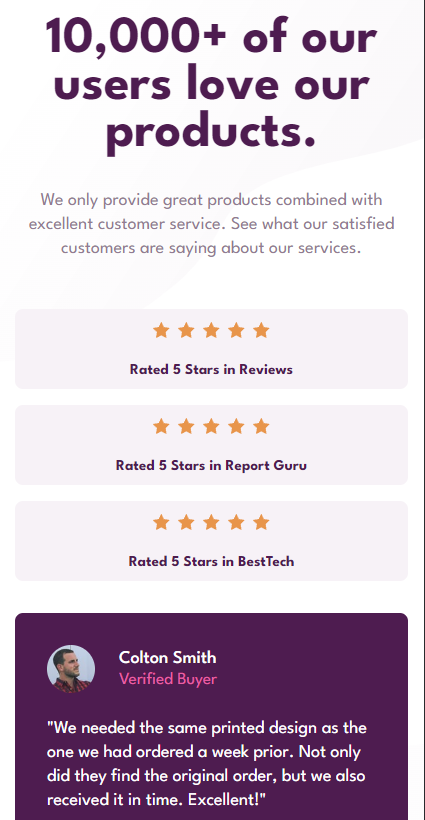 10,000+ of our
users love our
products.
We only provide great products combined with
excellent customer service. See what our satisfied
customers are saying about our services.
Rated 5 Stars in Reviews
Rated 5 Stars in Report Guru
Rated 5 Stars in BestTech
Colton Smith
Verified Buyer
"We needed the same printed design as the
one we had ordered a week prior. Not only
did they find the original order, but we also
received it in time. Excellent!"